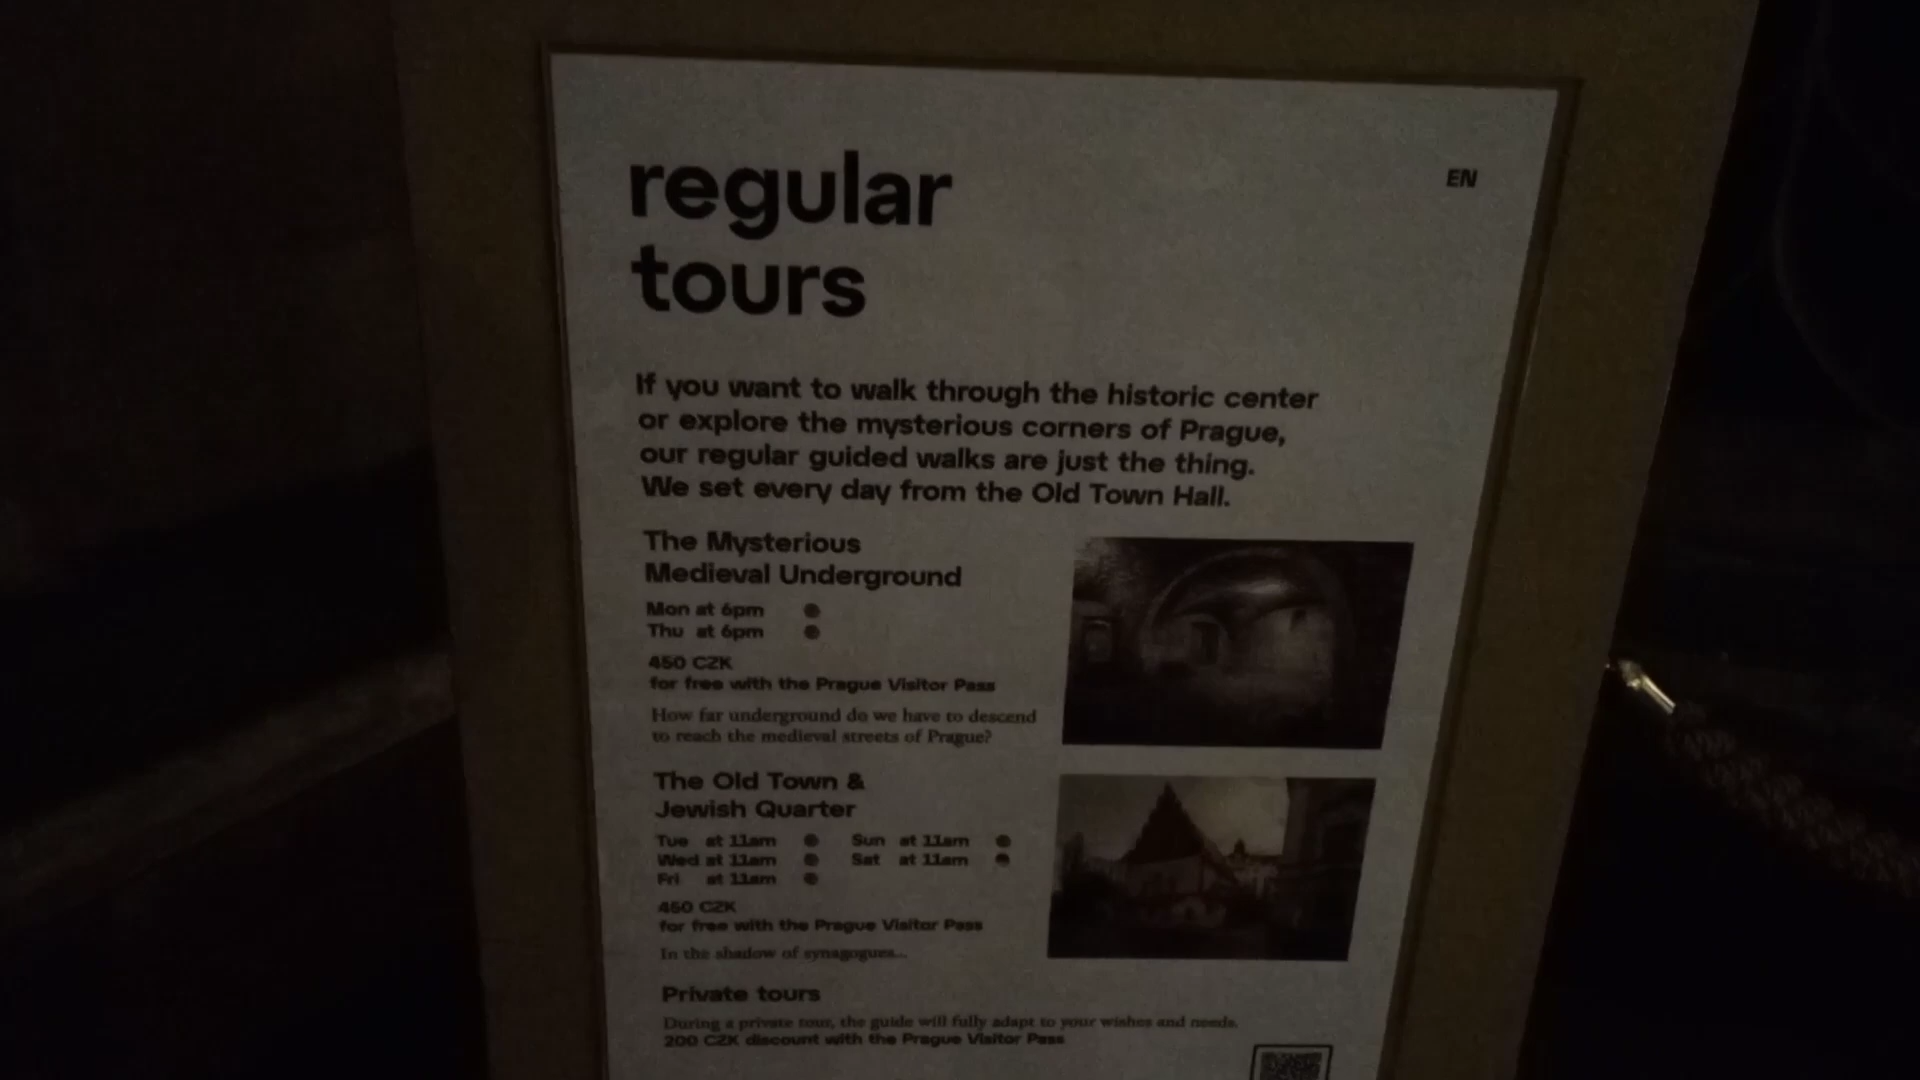 regular
tours
EN
If you want to walk through the historic center
or explore the mysterious corners of Prague,
our regular guided walks are just the thing.
We set every day from the Old Town Hall.
The Mysterious
Medieval Underground
Mon at 6pm
Thu at 6pm
450 CZK
for free with the Prague Visitor Pass
How far underground do we have to descend
to reach the medieval streets of Prague?
The Old Town &
Jewish Quarter
Tue at 11am Sun at 11am
Wed at 11am Sat at 11am
Fri at 11am
450 CZK
for free with the Prague Visitor Pass
In the shadow of synagogues...
Private tours
During a private tour, the guide will fully adapt to your wishes and needs.
200 CZK discount with the Prague Visitor Pass